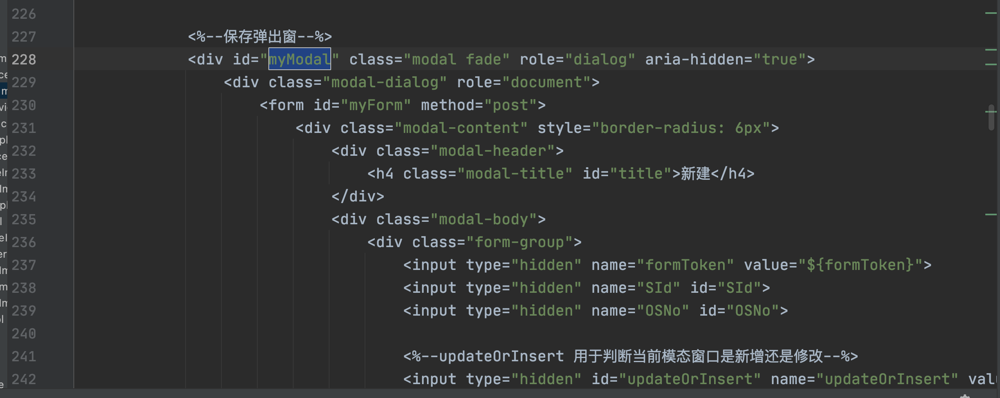 226
227 <%--保存弹出窗--%>
228 <div id="myModal" class="modal fade" role="dialog" aria-hidden="true">
229 <div class="modal-dialog" role="document">
230 <form id="myForm" method="post">
231 <div class="modal-content" style="border-radius: 6px">
232 <div class="modal-header">
233 <h4 class="modal-title" id="title">新建</h4>
234 </div>
235 <div class="modal-body">
236 <div class="form-group">
237 <input type="hidden" name="formToken" value="${formToken}">
238 <input type="hidden" name="SId" id="SId">
239 <input type="hidden" name="OSNo" id="OSNo">
240
241 <%--updateOrInsert 用于判断当前模态窗口是新增还是修改--%>
242 <input type="hidden" id="updateOrInsert" name="updateOrInsert"